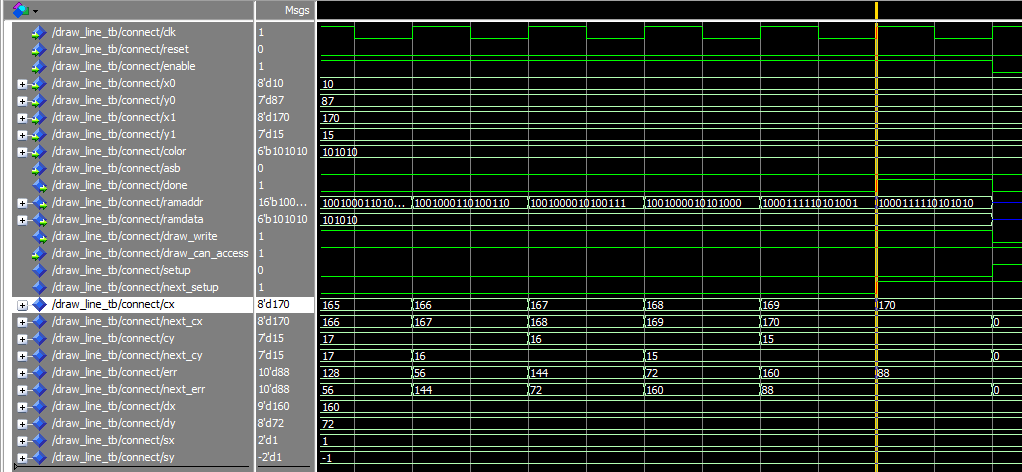 Msgs
/draw_line_tb/connect/clk 1
/draw_line_tb/connect/reset 0
/draw_line_tb/connect/enable 1
/draw_line_tb/connect/x0 8'd10 10
/draw_line_tb/connect/y0 7'd87 87
/draw_line_tb/connect/x1 8'd170 170
/draw_line_tb/connect/y1 7'd15 15
/draw_line_tb/connect/color 6'b101010 101010
/draw_line_tb/connect/asb 0
/draw_line_tb/connect/done 1
/draw_line_tb/connect/ramaddr 16'b100... 100100011010... 1001000110100110 1001000010100111 1001000010101000 1000111110101001 1000111110101010
/draw_line_tb/connect/ramdata 6'b101010 101010
/draw_line_tb/connect/draw_write 1
/draw_line_tb/connect/draw_can_access 1
/draw_line_tb/connect/setup 0
/draw_line_tb/connect/next_setup 1
/draw_line_tb/connect/cx 8'd170 165 166 167 168 169 170
/draw_line_tb/connect/next_cx 8'd170 166 167 168 169 170 0
/draw_line_tb/connect/cy 7'd15 17 16 15
/draw_line_tb/connect/next_cy 7'd15 17 16 15 0
/draw_line_tb/connect/err 10'd88 128 56 144 72 160 88
/draw_line_tb/connect/next_err 10'd88 56 144 72 160 88 0
/draw_line_tb/connect/dx 9'd160 160
/draw_line_tb/connect/dy 8'd72 72
/draw_line_tb/connect/sx 2'd1 1
/draw_line_tb/connect/sy -2'd1 -1